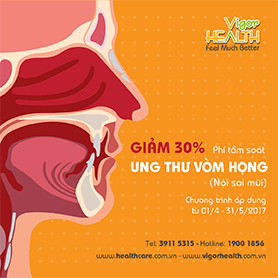 Vigor
HEALTH
Feel Much Better
GIẢM 30% Phí tầm soát
UNG THƯ VÒM HỌNG
(Nội soi mũi)
Chương trình áp dụng
từ 01/4 - 31/5/2017
Tel: 3911 5315 - Hotline: 1900 1856
www.healthcare.com.vn - www.vigorhealth.com.vn